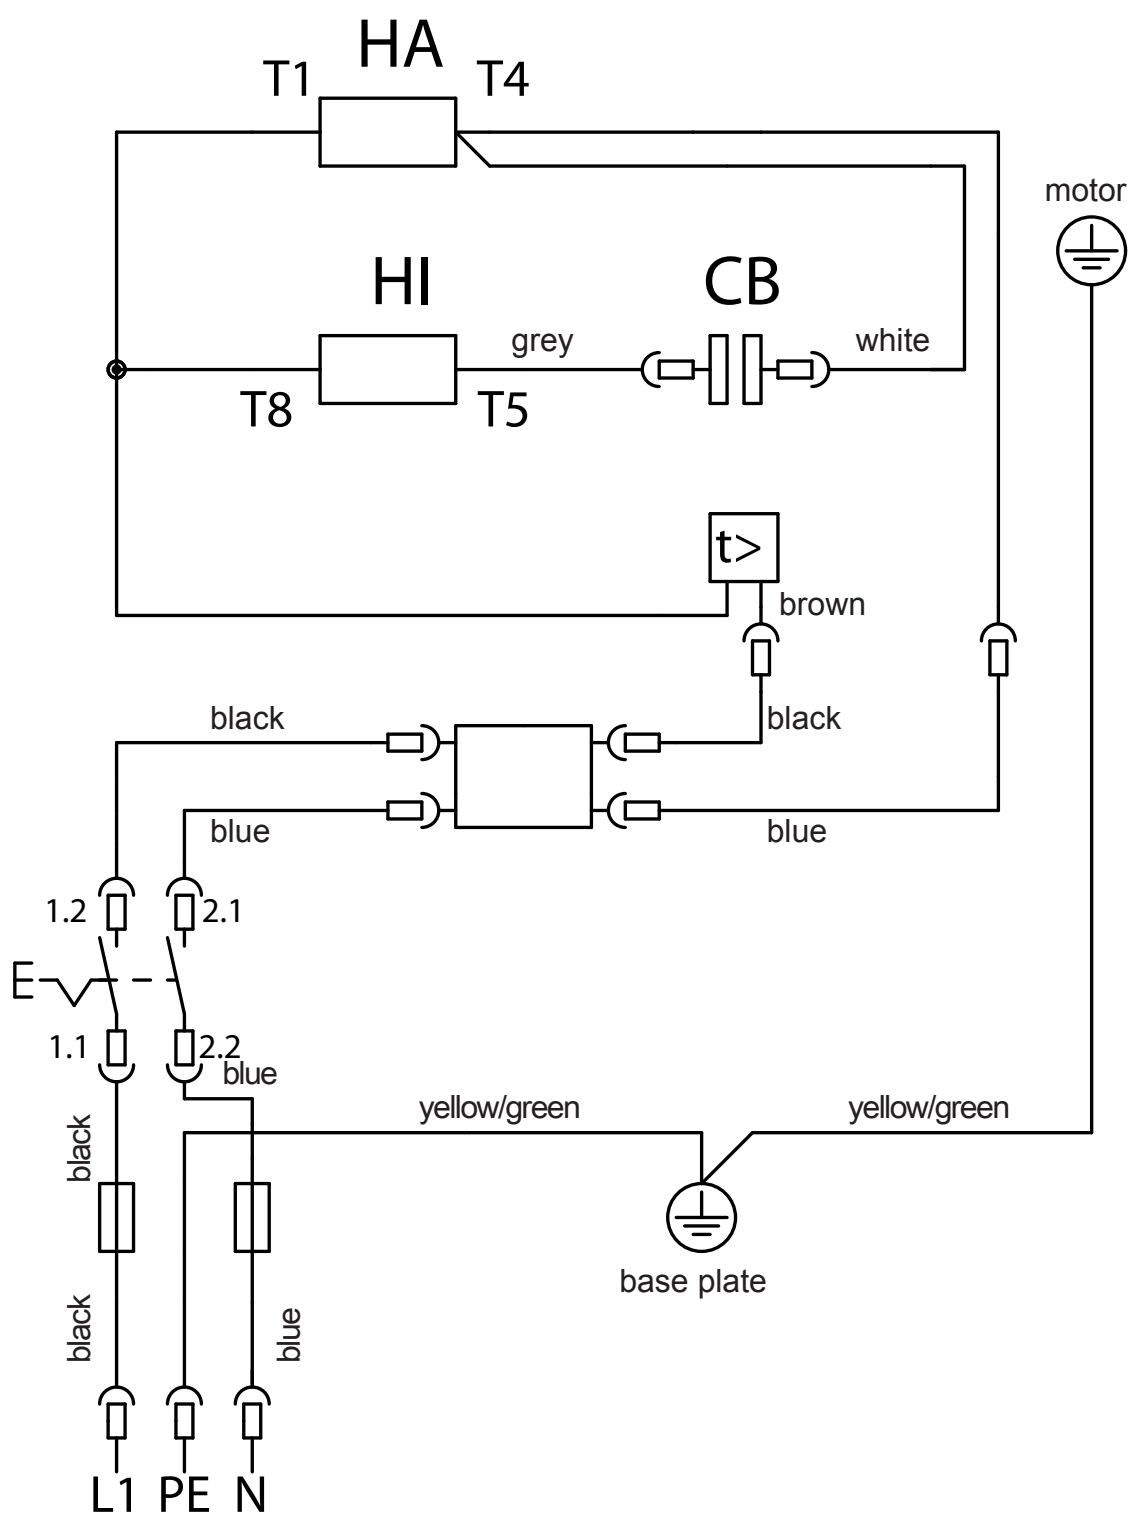 HA
T1
T4
motor
HI
CB
grey
white
T8
T5
t>
brown
black
black
blue
blue
1.2
2.1
E
1.1
2.2
blue
yellow/green
yellow/green
black
base plate
black
blue
L1 PE N